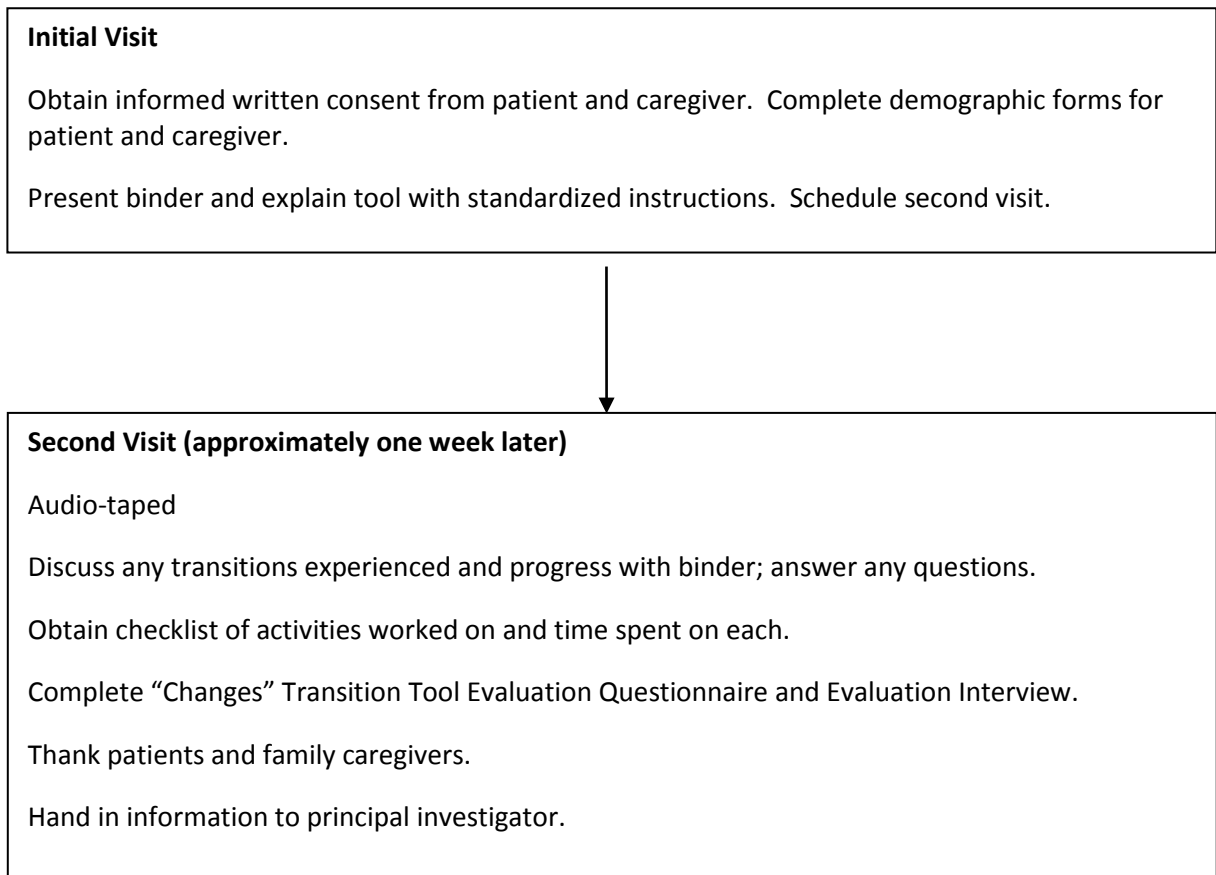 Initial Visit
Obtain informed written consent from patient and caregiver.  Complete demographic forms for
patient and caregiver.
Present binder and explain tool with standardized instructions.  Schedule second visit.
Second Visit (approximately one week later)
Audio-taped
Discuss any transitions experienced and progress with binder; answer any questions.
Obtain checklist of activities worked on and time spent on each.
Complete “Changes” Transition Tool Evaluation Questionnaire and Evaluation Interview.
Thank patients and family caregivers.
Hand in information to principal investigator.